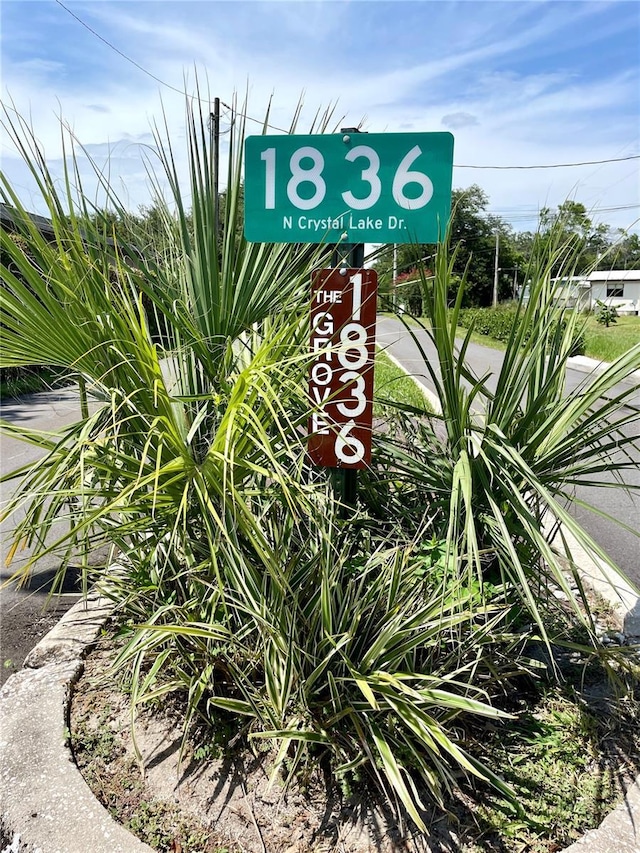 1836
N Crystal Lake Dr.
THE
GROVE
1836